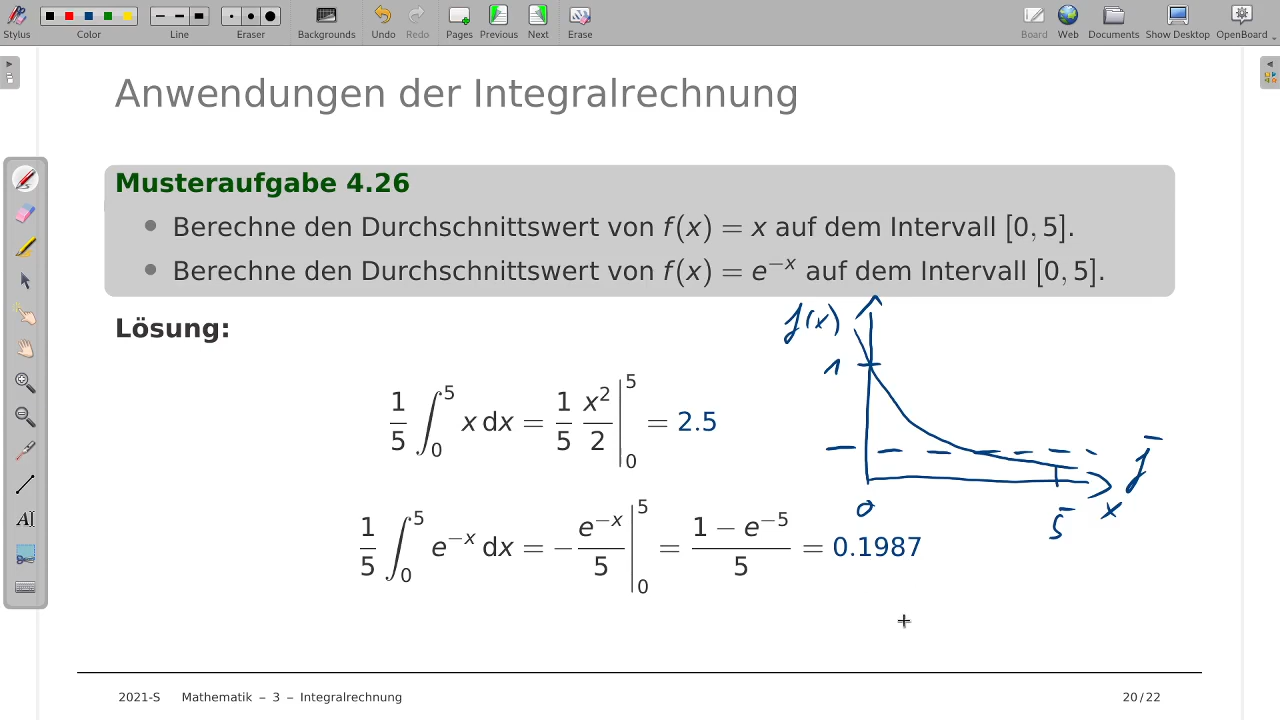 Stylus Color Line Eraser Backgrounds Undo Redo Pages Previous Next Erase Board Web Documents Show Desktop OpenBoard
Anwendungen der Integralrechnung
Musteraufgabe 4.26
• Berechne den Durchschnittswert von f(x) = x auf dem Intervall [0, 5].
• Berechne den Durchschnittswert von f(x) = e^{−x} auf dem Intervall [0, 5].
Lösung:
f(x)
1
1/5 ∫_0^5 x dx = 1/5 x²/2 |_0^5 = 2.5
f̄
0 5 x
1/5 ∫_0^5 e^{−x} dx = − e^{−x}/5 |_0^5 = (1 − e^{−5})/5 = 0.1987
2021-S Mathematik – 3 – Integralrechnung 20/22